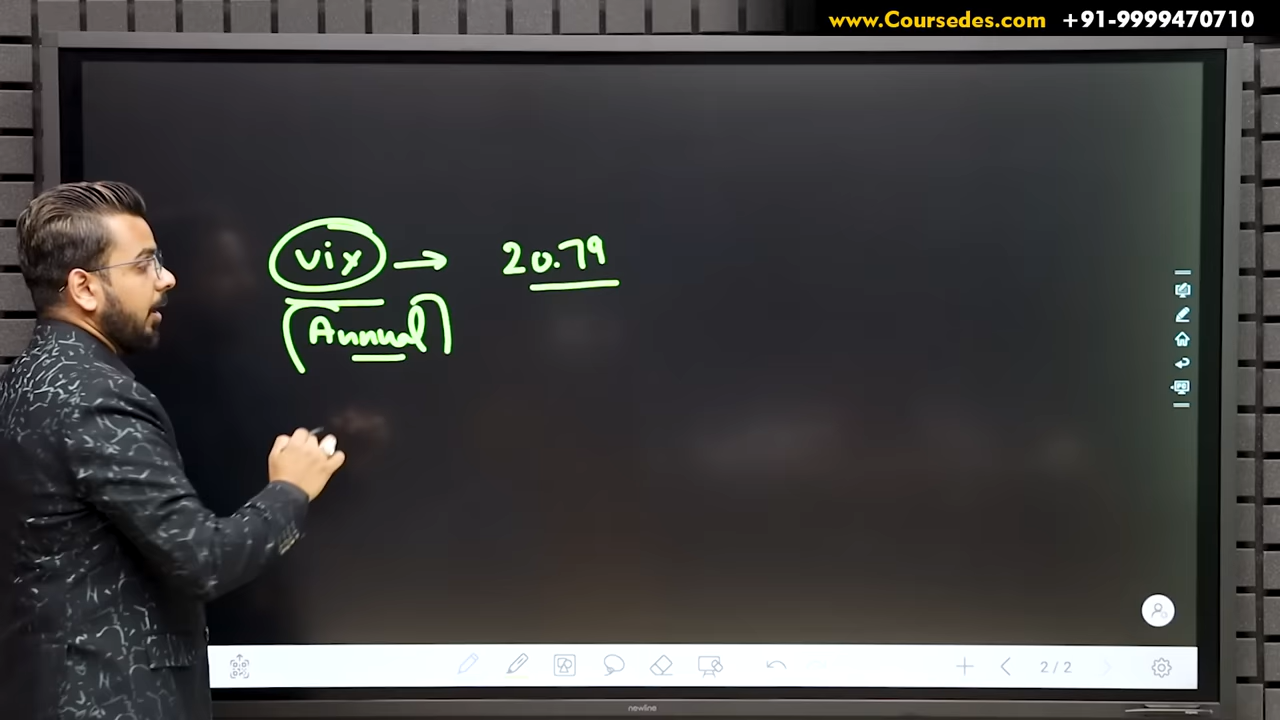 www.Coursedes.com +91-9999470710
vix → 20.79
(Annual)
2/2
newline